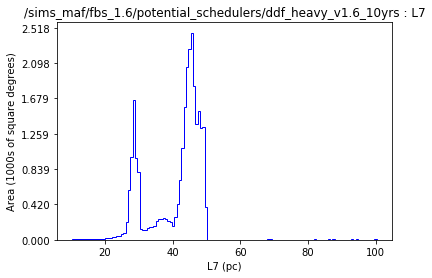 /sims_maf/fbs_1.6/potential_schedulers/ddf_heavy_v1.6_10yrs : L7
2.518
2.098
1.679
1.259
0.839
0.420
0.000
Area (1000s of square degrees)
20 40 60 80 100
L7 (pc)